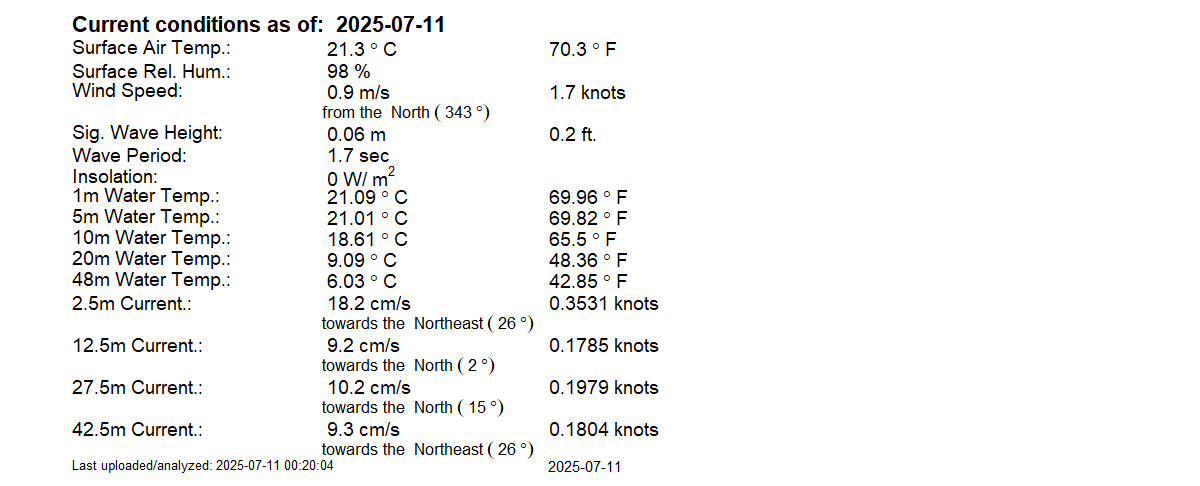 Current conditions as of: 2025-07-11
Surface Air Temp.: 21.3 ° C 70.3 ° F
Surface Rel. Hum.: 98 %
Wind Speed: 0.9 m/s 1.7 knots
from the North ( 343 °)
Sig. Wave Height: 0.06 m 0.2 ft.
Wave Period: 1.7 sec
Insolation: 0 W/ m2
1m Water Temp.: 21.09 ° C 69.96 ° F
5m Water Temp.: 21.01 ° C 69.82 ° F
10m Water Temp.: 18.61 ° C 65.5 ° F
20m Water Temp.: 9.09 ° C 48.36 ° F
48m Water Temp.: 6.03 ° C 42.85 ° F
2.5m Current.: 18.2 cm/s 0.3531 knots
towards the Northeast ( 26 °)
12.5m Current.: 9.2 cm/s 0.1785 knots
towards the North ( 2 °)
27.5m Current.: 10.2 cm/s 0.1979 knots
towards the North ( 15 °)
42.5m Current.: 9.3 cm/s 0.1804 knots
towards the Northeast ( 26 °)
Last uploaded/analyzed: 2025-07-11 00:20:04 2025-07-11